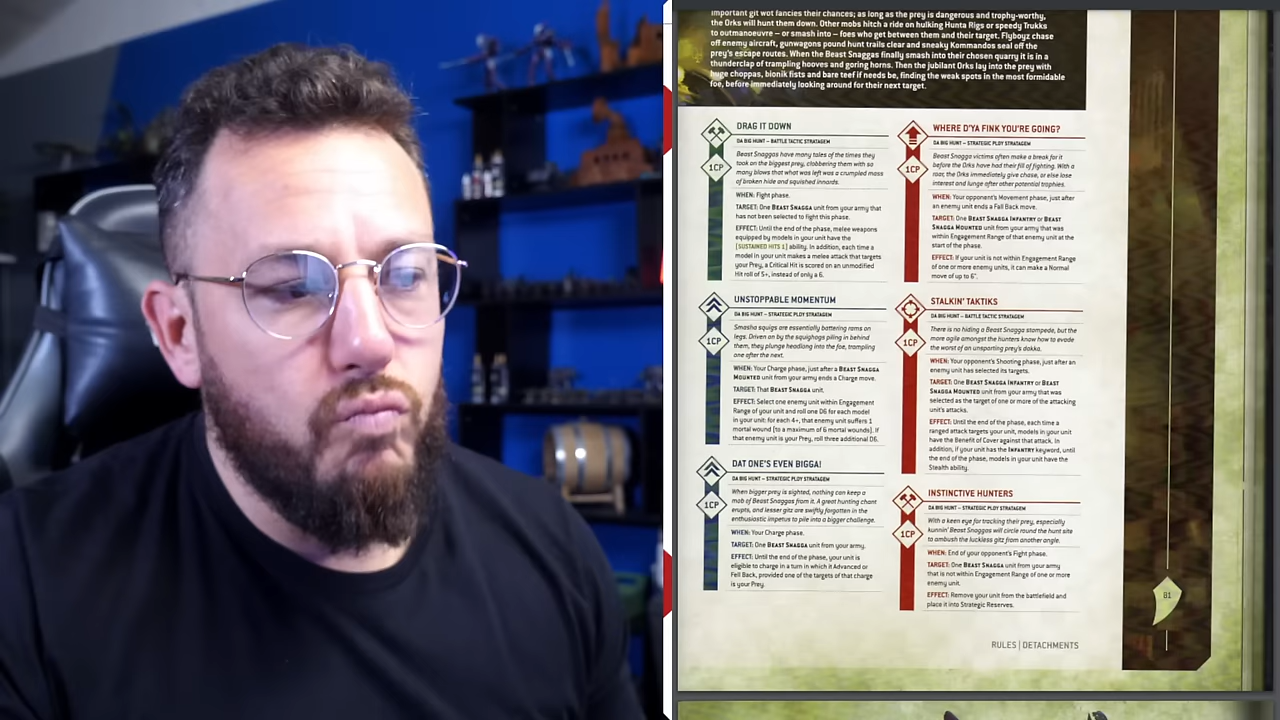 important git wot fancies their chances; as long as the prey is dangerous and trophy-worthy,
the Orks will hunt them down. Other mobs hitch a ride on hulking Hunta Rigs or speedy Trukks
to outmanoeuvre – or smash into – foes who get between them and their target. Flyboyz chase
off enemy aircraft, gunwagons pound hunt trails clear and sneaky Kommandos seal off the
prey's escape routes. When the Beast Snaggas finally smash into their chosen quarry it is in a
thunderclap of trampling hooves and goring horns. Then the jubilant Orks lay into the prey with
huge choppas, bionik fists and bare teef if needs be, finding the weak spots in the most formidable
foe, before immediately looking around for their next target.
DRAG IT DOWN
DA BIG HUNT – BATTLE TACTIC STRATAGEM
1CP
Beast Snaggas have many tales of the times they
took on the biggest prey, clobbering them with so
many blows that what was left was a crumpled mass
of broken hide and squished innards.
WHEN: Fight phase.
TARGET: One BEAST SNAGGA unit from your army that
has not been selected to fight this phase.
EFFECT: Until the end of the phase, melee weapons
equipped by models in your unit have the
[SUSTAINED HITS 1] ability. In addition, each time a
model in your unit makes a melee attack that targets
your Prey, a Critical Hit is scored on an unmodified
Hit roll of 5+, instead of only a 6.
UNSTOPPABLE MOMENTUM
DA BIG HUNT – STRATEGIC PLOY STRATAGEM
1CP
Smasha squigs are essentially battering rams on
legs. Driven on by the squighogs piling in behind
them, they plunge headlong into the foe, trampling
one after the next.
WHEN: Your Charge phase, just after a BEAST SNAGGA
MOUNTED unit from your army ends a Charge move.
TARGET: That BEAST SNAGGA unit.
EFFECT: Select one enemy unit within Engagement
Range of your unit and roll one D6 for each model
in your unit: for each 4+, that enemy unit suffers 1
mortal wound (to a maximum of 6 mortal wounds). If
that enemy unit is your Prey, roll three additional D6.
DAT ONE'S EVEN BIGGA!
DA BIG HUNT – STRATEGIC PLOY STRATAGEM
1CP
When bigger prey is sighted, nothing can keep a
mob of Beast Snaggas from it. A great hunting chant
erupts, and lesser gitz are swiftly forgotten in the
enthusiastic impetus to pile into a bigger challenge.
WHEN: Your Charge phase.
TARGET: One BEAST SNAGGA unit from your army.
EFFECT: Until the end of the phase, your unit is
eligible to charge in a turn in which it Advanced or
Fell Back, provided one of the targets of that charge
is your Prey.
WHERE D'YA FINK YOU'RE GOING?
DA BIG HUNT – STRATEGIC PLOY STRATAGEM
1CP
Beast Snagga victims often make a break for it
before the Orks have had their fill of fighting. With a
roar, the Orks immediately give chase, or else lose
interest and lunge after other potential trophies.
WHEN: Your opponent's Movement phase, just after
an enemy unit ends a Fall Back move.
TARGET: One BEAST SNAGGA INFANTRY or BEAST
SNAGGA MOUNTED unit from your army that was
within Engagement Range of that enemy unit at the
start of the phase.
EFFECT: If your unit is not within Engagement Range
of one or more enemy units, it can make a Normal
move of up to 6".
STALKIN' TAKTIKS
DA BIG HUNT – BATTLE TACTIC STRATAGEM
1CP
There is no hiding a Beast Snagga stampede, but the
more agile amongst the hunters know how to evade
the worst of an unsporting prey's dakka.
WHEN: Your opponent's Shooting phase, just after an
enemy unit has selected its targets.
TARGET: One BEAST SNAGGA INFANTRY or BEAST
SNAGGA MOUNTED unit from your army that was
selected as the target of one or more of the attacking
unit's attacks.
EFFECT: Until the end of the phase, each time a
ranged attack targets your unit, models in your unit
have the Benefit of Cover against that attack. In
addition, if your unit has the INFANTRY keyword, until
the end of the phase, models in your unit have the
Stealth ability.
INSTINCTIVE HUNTERS
DA BIG HUNT – STRATEGIC PLOY STRATAGEM
1CP
With a keen eye for tracking their prey, especially
kunnin' Beast Snaggas will circle round the hunt site
to ambush the luckless gitz from another angle.
WHEN: End of your opponent's Fight phase.
TARGET: One BEAST SNAGGA unit from your army
that is not within Engagement Range of one or more
enemy unit.
EFFECT: Remove your unit from the battlefield and
place it into Strategic Reserves.
81
RULES | DETACHMENTS